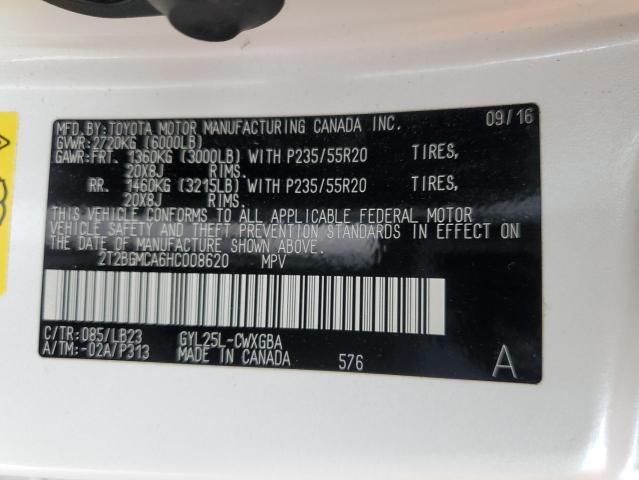 MFD.BY:TOYOTA MOTOR MANUFACTURING CANADA INC. 09/16
GVWR:2720KG (6000LB)
GAWR:FRT. 1360KG (3000LB) WITH P235/55R20 TIRES,
20X8J RIMS.
RR. 1460KG (3215LB) WITH P235/55R20 TIRES,
20X8J RIMS.
THIS VEHICLE CONFORMS TO ALL APPLICABLE FEDERAL MOTOR
VEHICLE SAFETY AND THEFT PREVENTION STANDARDS IN EFFECT ON
THE DATE OF MANUFACTURE SHOWN ABOVE.
2T2BGMCA6HC008620 MPV
C/TR:085/LB23 GYL25L-CWXGBA
A/TM:-02A/P313 MADE IN CANADA 576 A